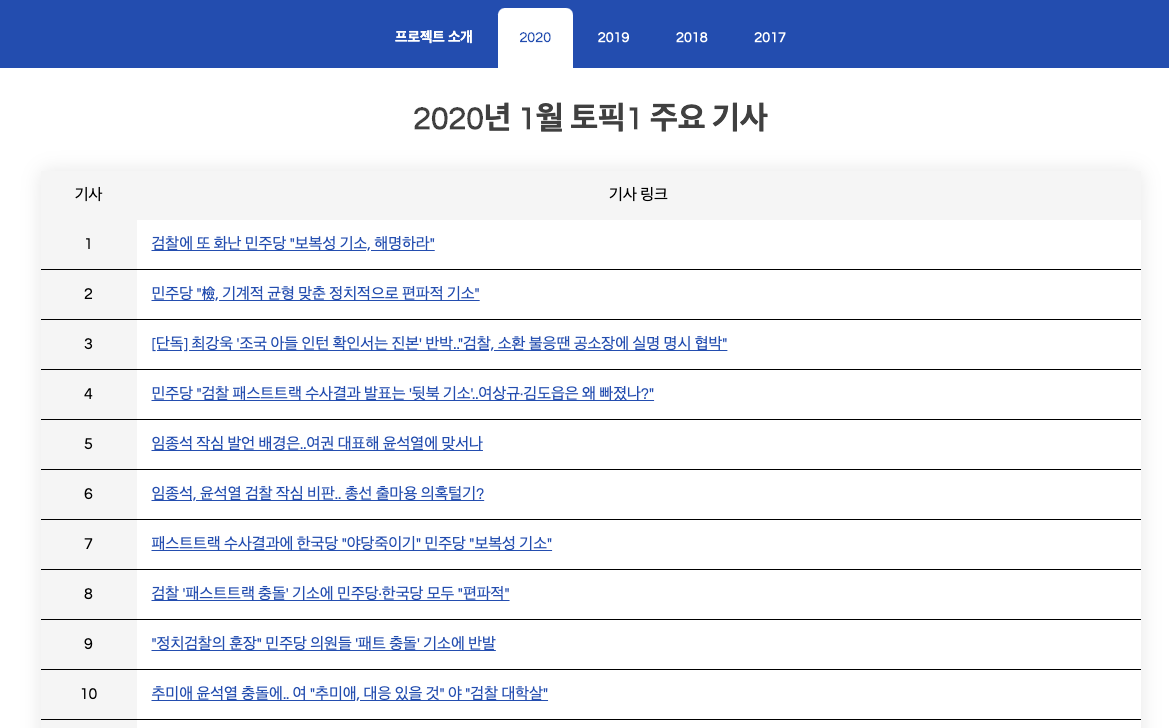 프로젝트 소개 2020 2019 2018 2017
2020년 1월 토픽1 주요 기사
기사 기사 링크
1 검찰에 또 화난 민주당 "보복성 기소, 해명하라"
2 민주당 "檢, 기계적 균형 맞춘 정치적으로 편파적 기소"
3 [단독] 최강욱 '조국 아들 인턴 확인서는 진본' 반박.."검찰, 소환 불응땐 공소장에 실명 명시 협박"
4 민주당 "검찰 패스트트랙 수사결과 발표는 '뒷북 기소'..여상규·김도읍은 왜 빠졌나?"
5 임종석 작심 발언 배경은..여권 대표해 윤석열에 맞서나
6 임종석, 윤석열 검찰 작심 비판.. 총선 출마용 의혹털기?
7 패스트트랙 수사결과에 한국당 "야당죽이기" 민주당 "보복성 기소"
8 검찰 '패스트트랙 충돌' 기소에 민주당·한국당 모두 "편파적"
9 "정치검찰의 훈장" 민주당 의원들 '패트 충돌' 기소에 반발
10 추미애 윤석열 충돌에.. 여 "추미애, 대응 있을 것" 야 "검찰 대학살"